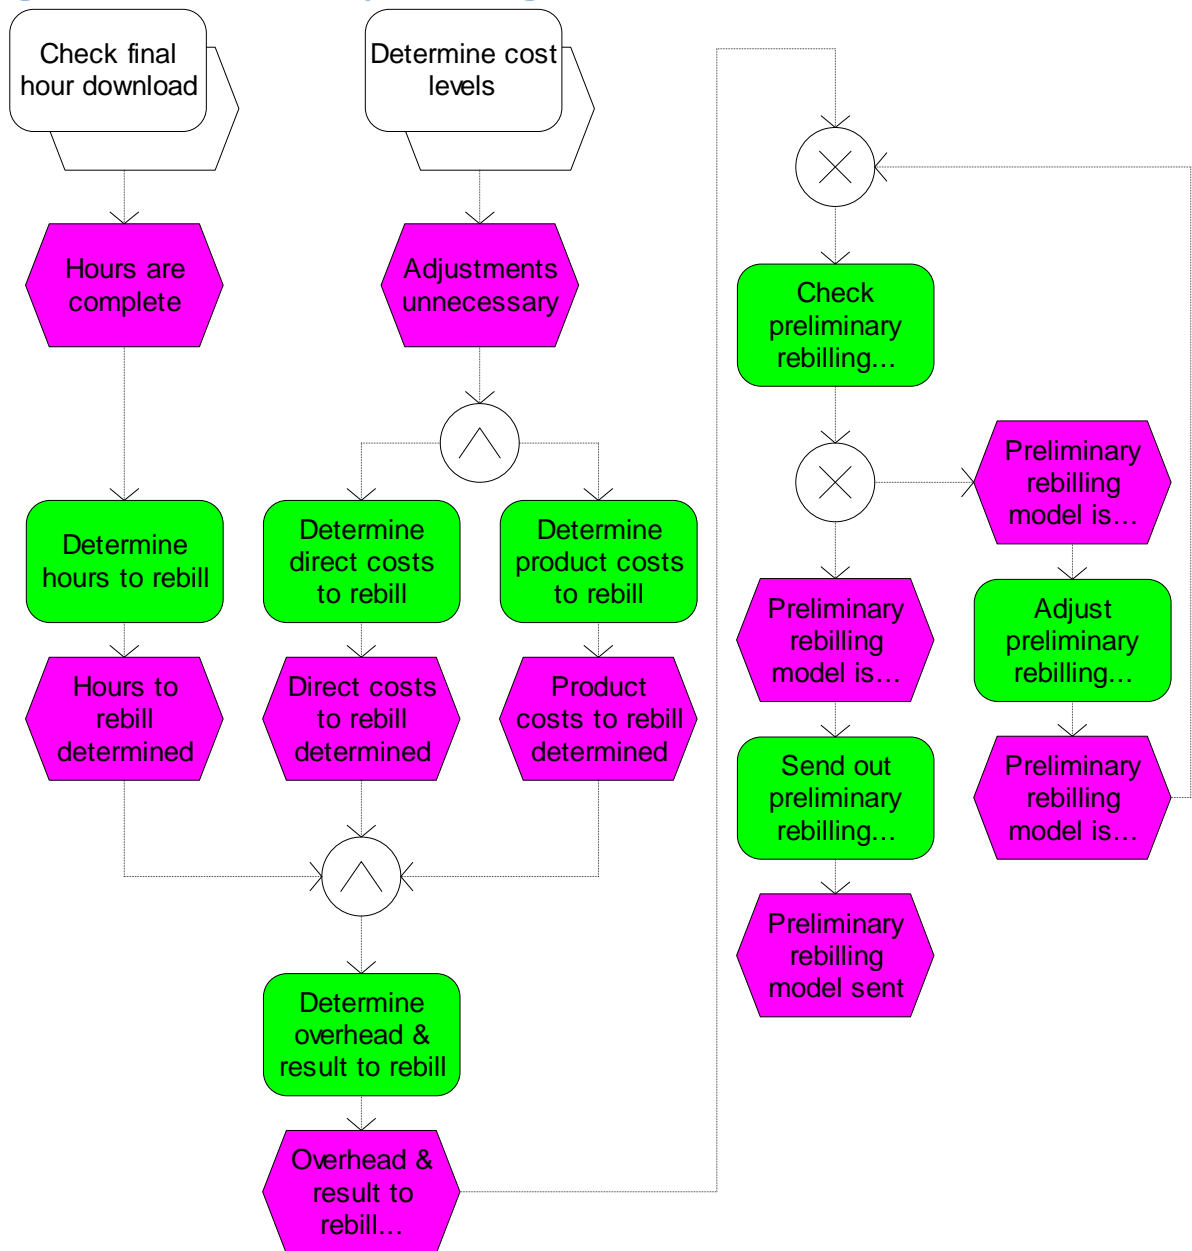 Check final
hour download
Determine cost
levels
Hours are
complete
Adjustments
unnecessary
Determine
hours to rebill
Determine
direct costs
to rebill
Determine
product costs
to rebill
Hours to
rebill
determined
Direct costs
to rebill
determined
Product
costs to rebill
determined
Determine
overhead &
result to rebill
Overhead &
result to
rebill...
Check
preliminary
rebilling...
Preliminary
rebilling
model is...
Preliminary
rebilling
model is...
Adjust
preliminary
rebilling...
Send out
preliminary
rebilling...
Preliminary
rebilling
model is...
Preliminary
rebilling
model sent